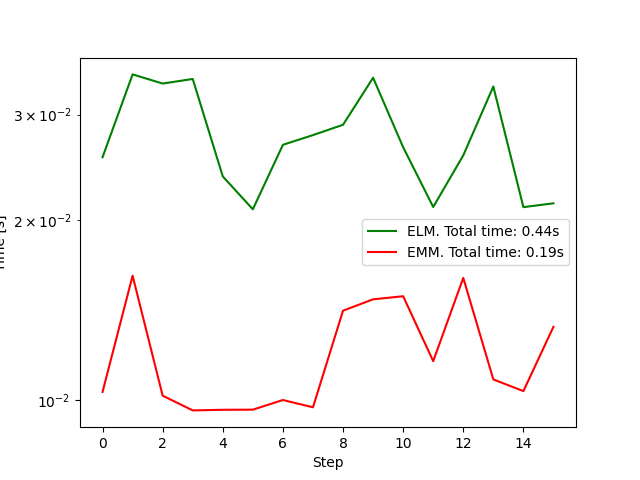 3 × 10⁻²
2 × 10⁻²
10⁻²
[s]
ELM. Total time: 0.44s
EMM. Total time: 0.19s
0 2 4 6 8 10 12 14
Step